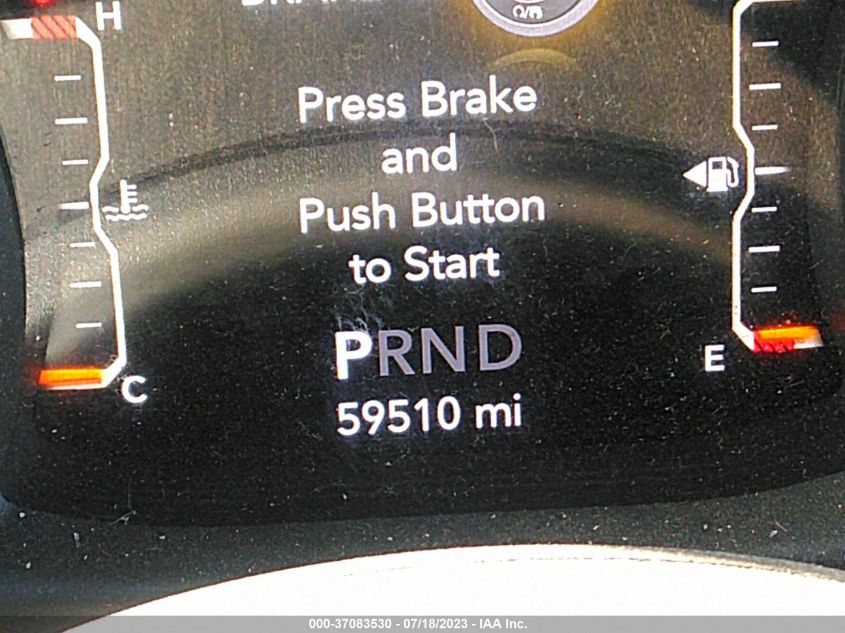 H
Press Brake
and
Push Button
to Start
PRND
E
C
59510 mi
000-37083530 - 07/18/2023 - IAA Inc.